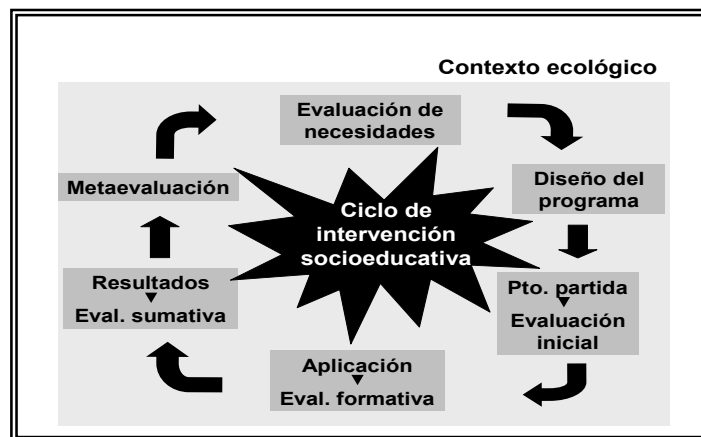 Contexto ecológico
Evaluación de
necesidades
Diseño del
programa
Pto. partida
Evaluación
inicial
Aplicación
Eval. formativa
Resultados
Eval. sumativa
Metaevaluación
Ciclo de
intervención
socioeducativa